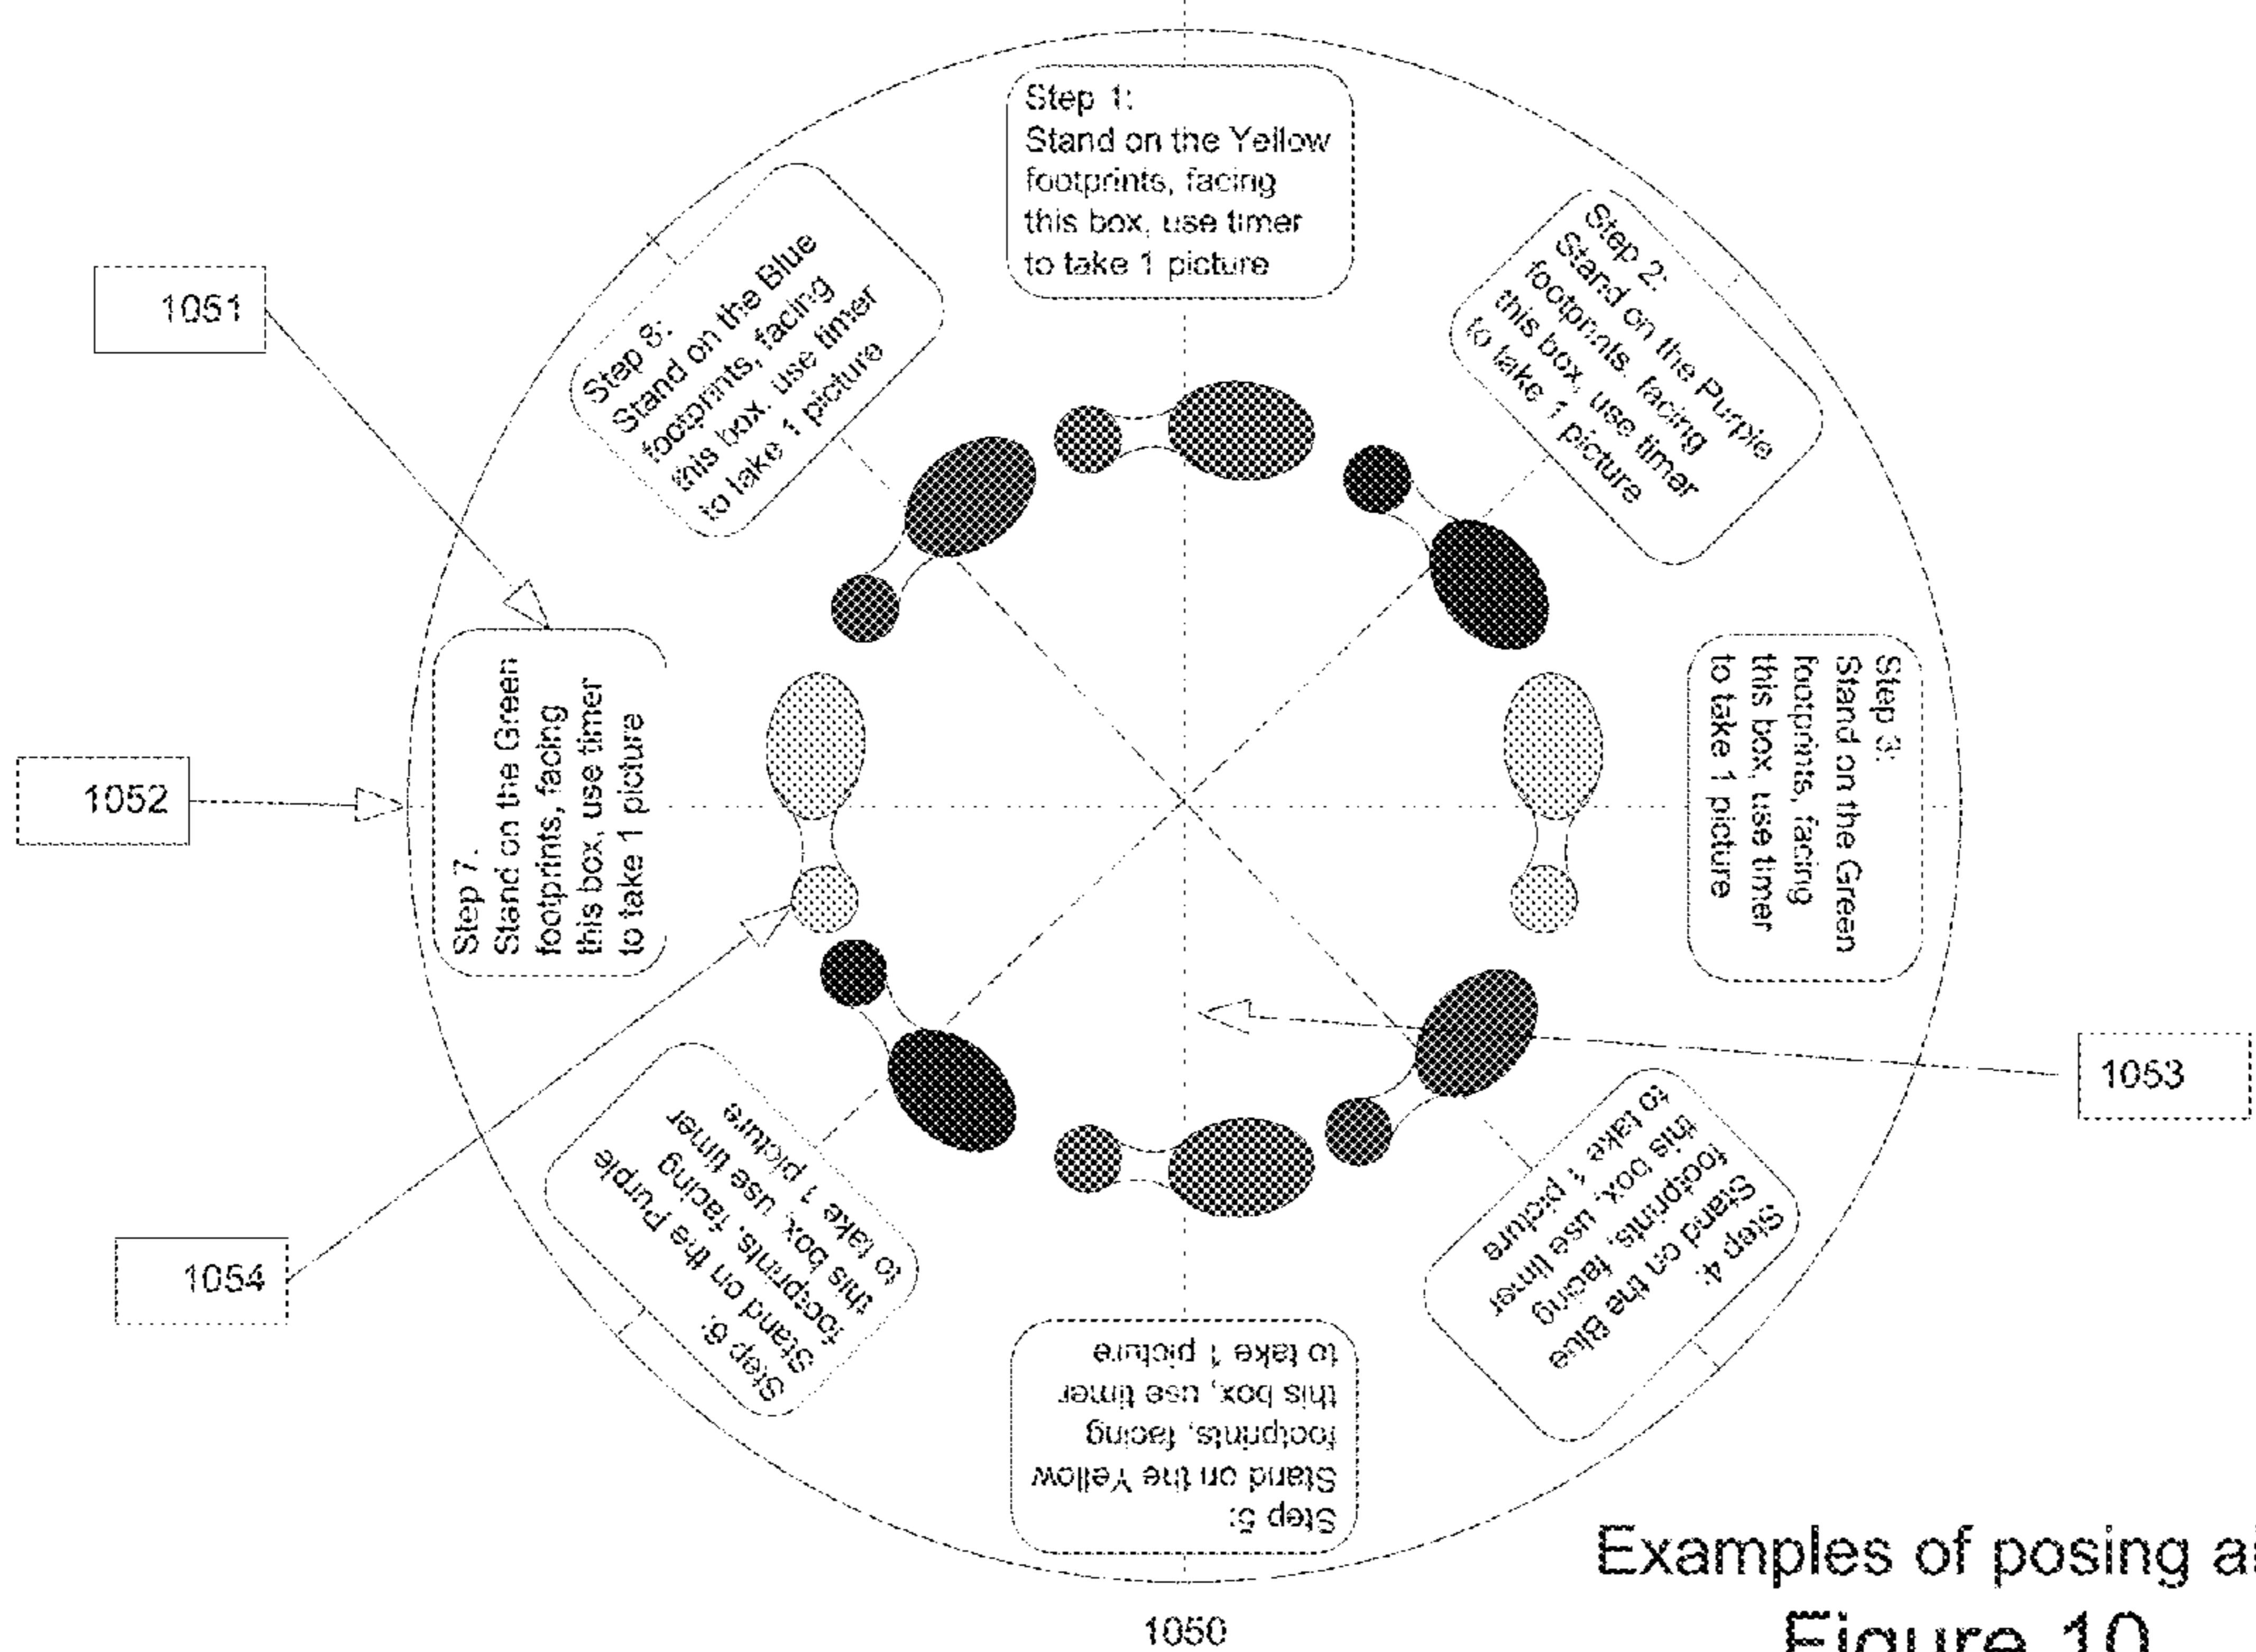 Step 1:
Stand on the Yellow
footprints, facing
this box, use timer
to take 1 picture
Step 2:
Stand on the Purple
footprints, facing
this box, use timer
to take 1 picture
Step 3:
Stand on the Green
footprints, facing
this box, use timer
to take 1 picture
Step 4:
Stand on the Blue
footprints, facing
this box, use timer
to take 1 picture
Step 5:
Stand on the Yellow
footprints, facing
this box, use timer
to take 1 picture
Step 6:
Stand on the Purple
footprints, facing
this box, use timer
to take 1 picture
Step 7.
Stand on the Green
footprints, facing
this box, use timer
to take 1 picture
Step 8:
Stand on the Blue
footprints, facing
this box, use timer
to take 1 picture
1051
1052
1053
1054
1050
Examples of posing
Figure 10